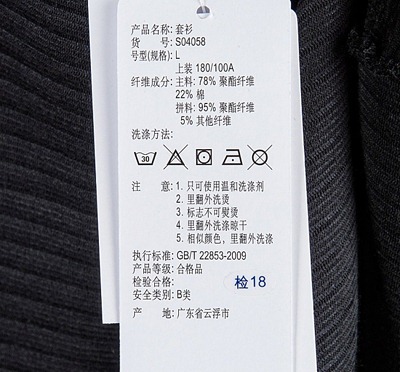 产品名称: 套衫
货 号: S04058
号型(规格): L
上装 180/100A
纤维成分: 主料: 78% 聚酯纤维
22% 棉
拼料: 95% 聚酯纤维
5% 其他纤维
洗涤方法:
30
注 意: 1. 只可使用温和洗涤剂
2. 里翻外洗烫
3. 标志不可熨烫
4. 里翻外洗涤晾干
5. 相似颜色，里翻外洗涤
执行标准: GB/T 22853-2009
产品等级: 合格品
检验合格: 检18
安全类别: B类
产 地: 广东省云浮市